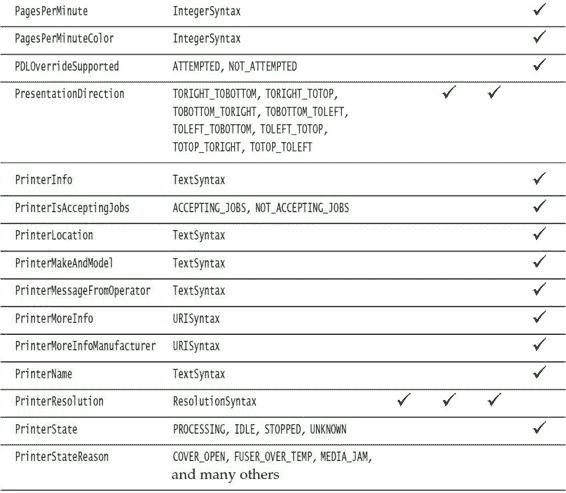 PagesPerMinute IntegerSyntax ✓
PagesPerMinuteColor IntegerSyntax ✓
PDLOverrideSupported ATTEMPTED, NOT_ATTEMPTED ✓
PresentationDirection TORIGHT_TOBOTTOM, TORIGHT_TOTOP, ✓ ✓
TOBOTTOM_TORIGHT, TOBOTTOM_TOLEFT,
TOLEFT_TOBOTTOM, TOLEFT_TOTOP,
TOTOP_TORIGHT, TOTOP_TOLEFT
PrinterInfo TextSyntax ✓
PrinterIsAcceptingJobs ACCEPTING_JOBS, NOT_ACCEPTING_JOBS ✓
PrinterLocation TextSyntax ✓
PrinterMakeAndModel TextSyntax ✓
PrinterMessageFromOperator TextSyntax ✓
PrinterMoreInfo URISyntax ✓
PrinterMoreInfoManufacturer URISyntax ✓
PrinterName TextSyntax ✓
PrinterResolution ResolutionSyntax ✓ ✓ ✓
PrinterState PROCESSING, IDLE, STOPPED, UNKNOWN ✓
PrinterStateReason COVER_OPEN, FUSER_OVER_TEMP, MEDIA_JAM,
and many others